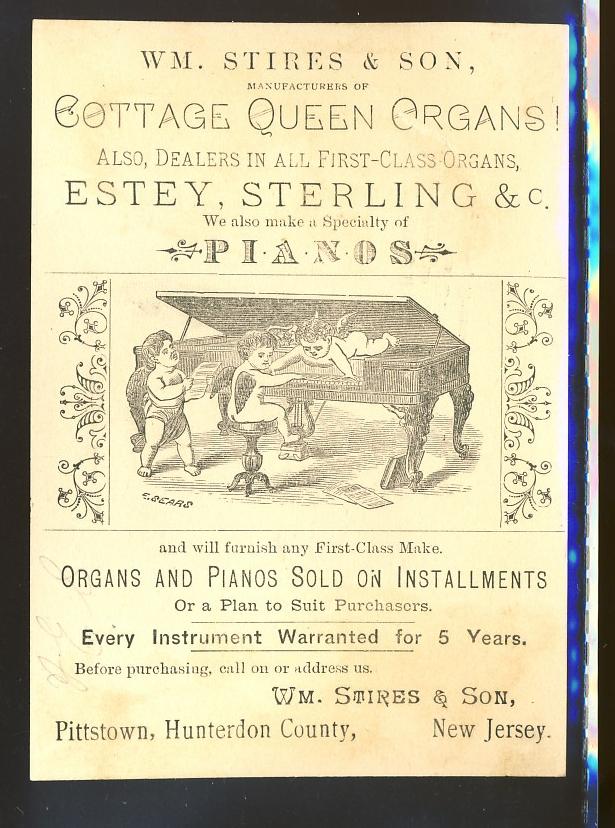 WM. STIRES & SON,
MANUFACTURERS OF
COTTAGE QUEEN ORGANS!
ALSO, DEALERS IN ALL FIRST-CLASS ORGANS,
ESTEY, STERLING & C.
We also make a Specialty of
P·I·A·N·O·S
E. SEARS
and will furnish any First-Class Make.
ORGANS AND PIANOS SOLD ON INSTALLMENTS
Or a Plan to Suit Purchasers.
Every Instrument Warranted for 5 Years.
Before purchasing, call on or address us.
WM. STIRES & SON,
Pittstown, Hunterdon County, New Jersey.